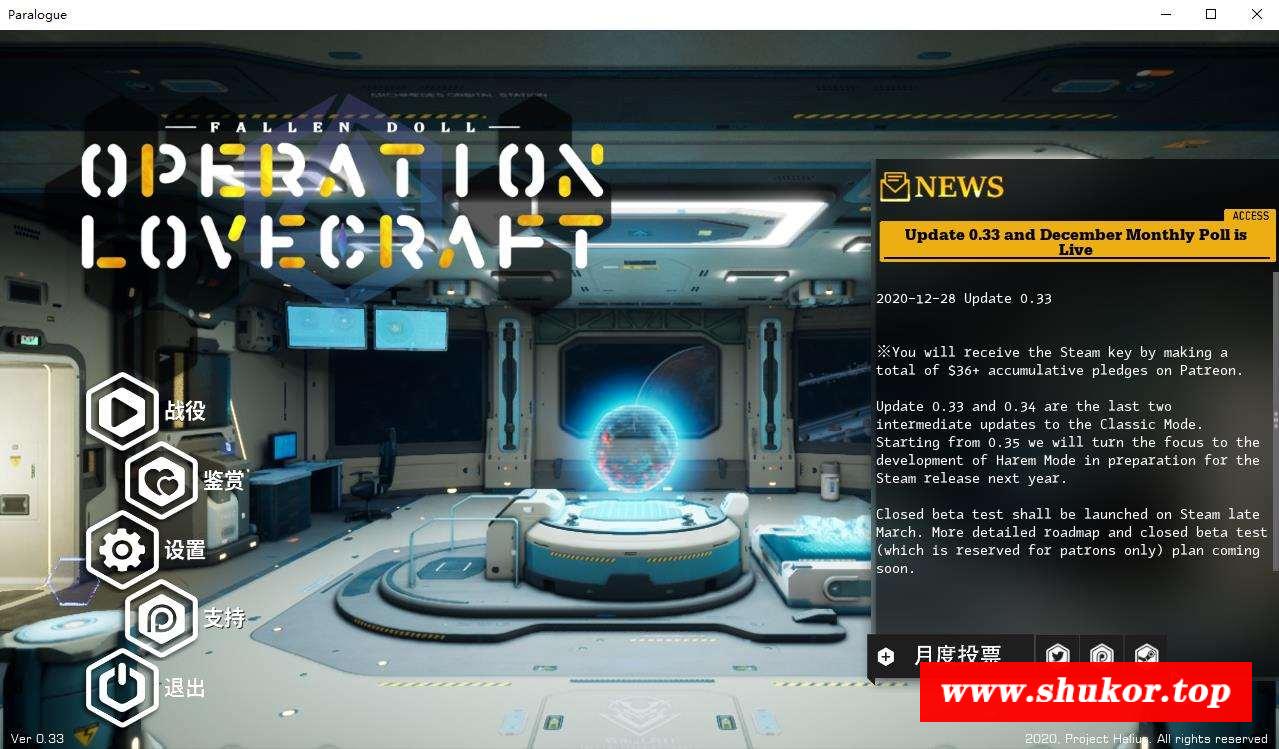 Paralogue
FALLEN DOLL
OPERATION
LOVECRAFT
战役
鉴赏
设置
支持
退出
Ver 0.33
NEWS
ACCESS
Update 0.33 and December Monthly Poll is
Live
2020-12-28 Update 0.33
※You will receive the Steam key by making a
total of $36+ accumulative pledges on Patreon.
Update 0.33 and 0.34 are the last two
intermediate updates to the Classic Mode.
Starting from 0.35 we will turn the focus to the
development of Harem Mode in preparation for the
Steam release next year.
Closed beta test shall be launched on Steam late
March. More detailed roadmap and closed beta test
(which is reserved for patrons only) plan coming
soon.
月度投票
www.shukor.top
2020, Project Helius. All rights reserved